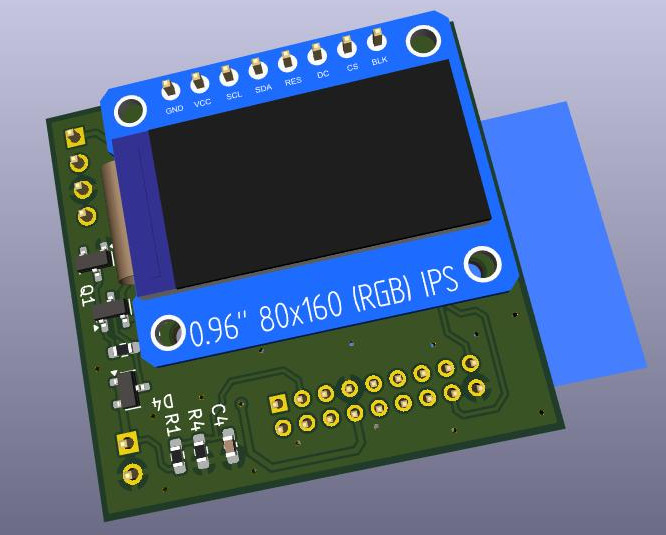 GND VCC SCL SDA RES DC CS BLK
0.96" 80x160 (RGB) IPS
Q1
D4
R1
R4
C4